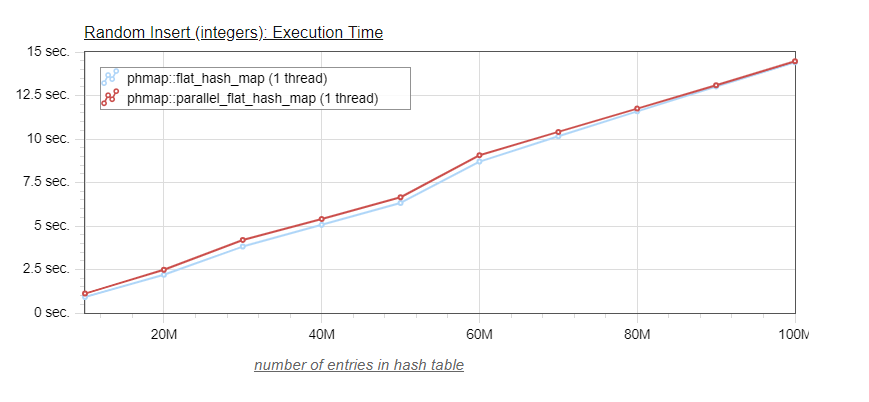 Random Insert (integers): Execution Time
15 sec.
phmap::flat_hash_map (1 thread)
12.5 sec.
phmap::parallel_flat_hash_map (1 thread)
10 sec.
7.5 sec.
5 sec.
2.5 sec.
0 sec.
20M 40M 60M 80M 100M
number of entries in hash table